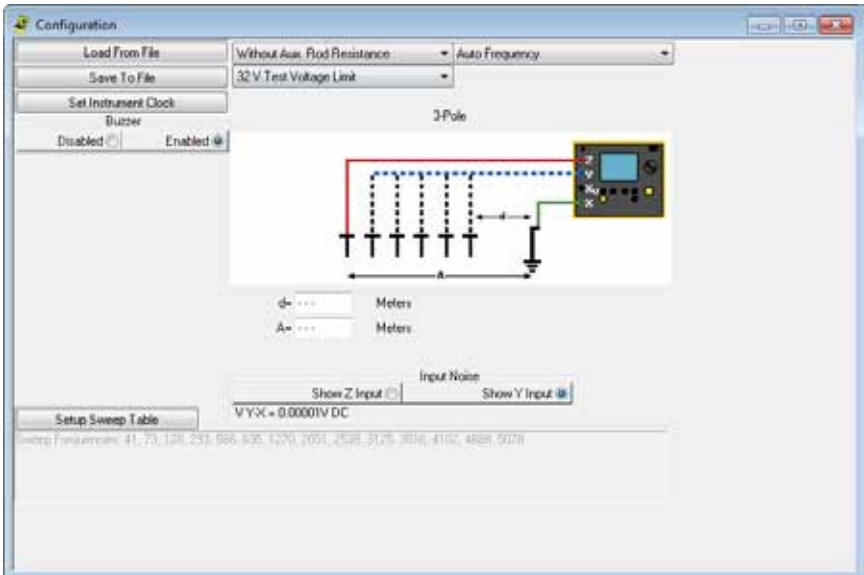 Configuration
Load From File
Without Aux. Rod Resistance
Auto Frequency
Save To File
32 V Test Voltage Limit
Set Instrument Clock
Buzzer
Disabled
Enabled
3-Pole
Z
Y
Xv
X
d
A
d= ---
Meters
A= ---
Meters
Input Noise
Show Z Input
Show Y Input
V Y-X = 0.00001V DC
Setup Sweep Table
Sweep Frequencies: 41, 73, 128, 293, 586, 635, 1270, 2051, 2539, 3125, 3516, 4102, 4688, 5078